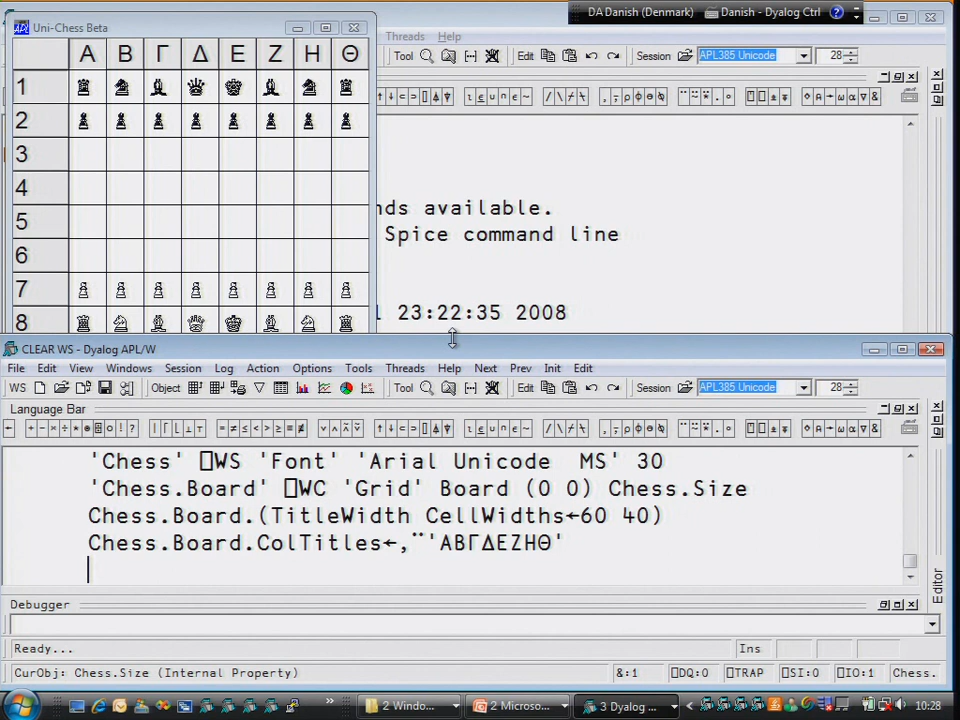 Uni-Chess Beta
DA Danish (Denmark) Danish - Dyalog Ctrl
Α Β Γ Δ Ε Ζ Η Θ
1 ♜ ♞ ♝ ♛ ♚ ♝ ♞ ♜
2 ♟ ♟ ♟ ♟ ♟ ♟ ♟ ♟
3
4
5
6
7 ♙ ♙ ♙ ♙ ♙ ♙ ♙ ♙
8 ♖ ♘ ♗ ♕ ♔ ♗ ♘ ♖
Threads Help
Tool Edit Session APL385 Unicode 28
nds available.
Spice command line
23:22:35 2008
CLEAR WS - Dyalog APL/W
File Edit View Windows Session Log Action Options Tools Threads Help Next Prev Init Edit
WS Object Tool Edit Session APL385 Unicode 28
Language Bar
'Chess' ⎕WS 'Font' 'Arial Unicode MS' 30
'Chess.Board' ⎕WC 'Grid' Board (0 0) Chess.Size
Chess.Board.(TitleWidth CellWidths←60 40)
Chess.Board.ColTitles←,¨'ΑΒΓΔΕΖΗΘ'
Editor
Debugger
Ready... Ins
CurObj: Chess.Size (Internal Property) &:1 ⎕DQ:0 ⎕TRAP ⎕SI:0 ⎕IO:1 Chess.
2 Windo... 2 Microso... 3 Dyalog ... 10:28